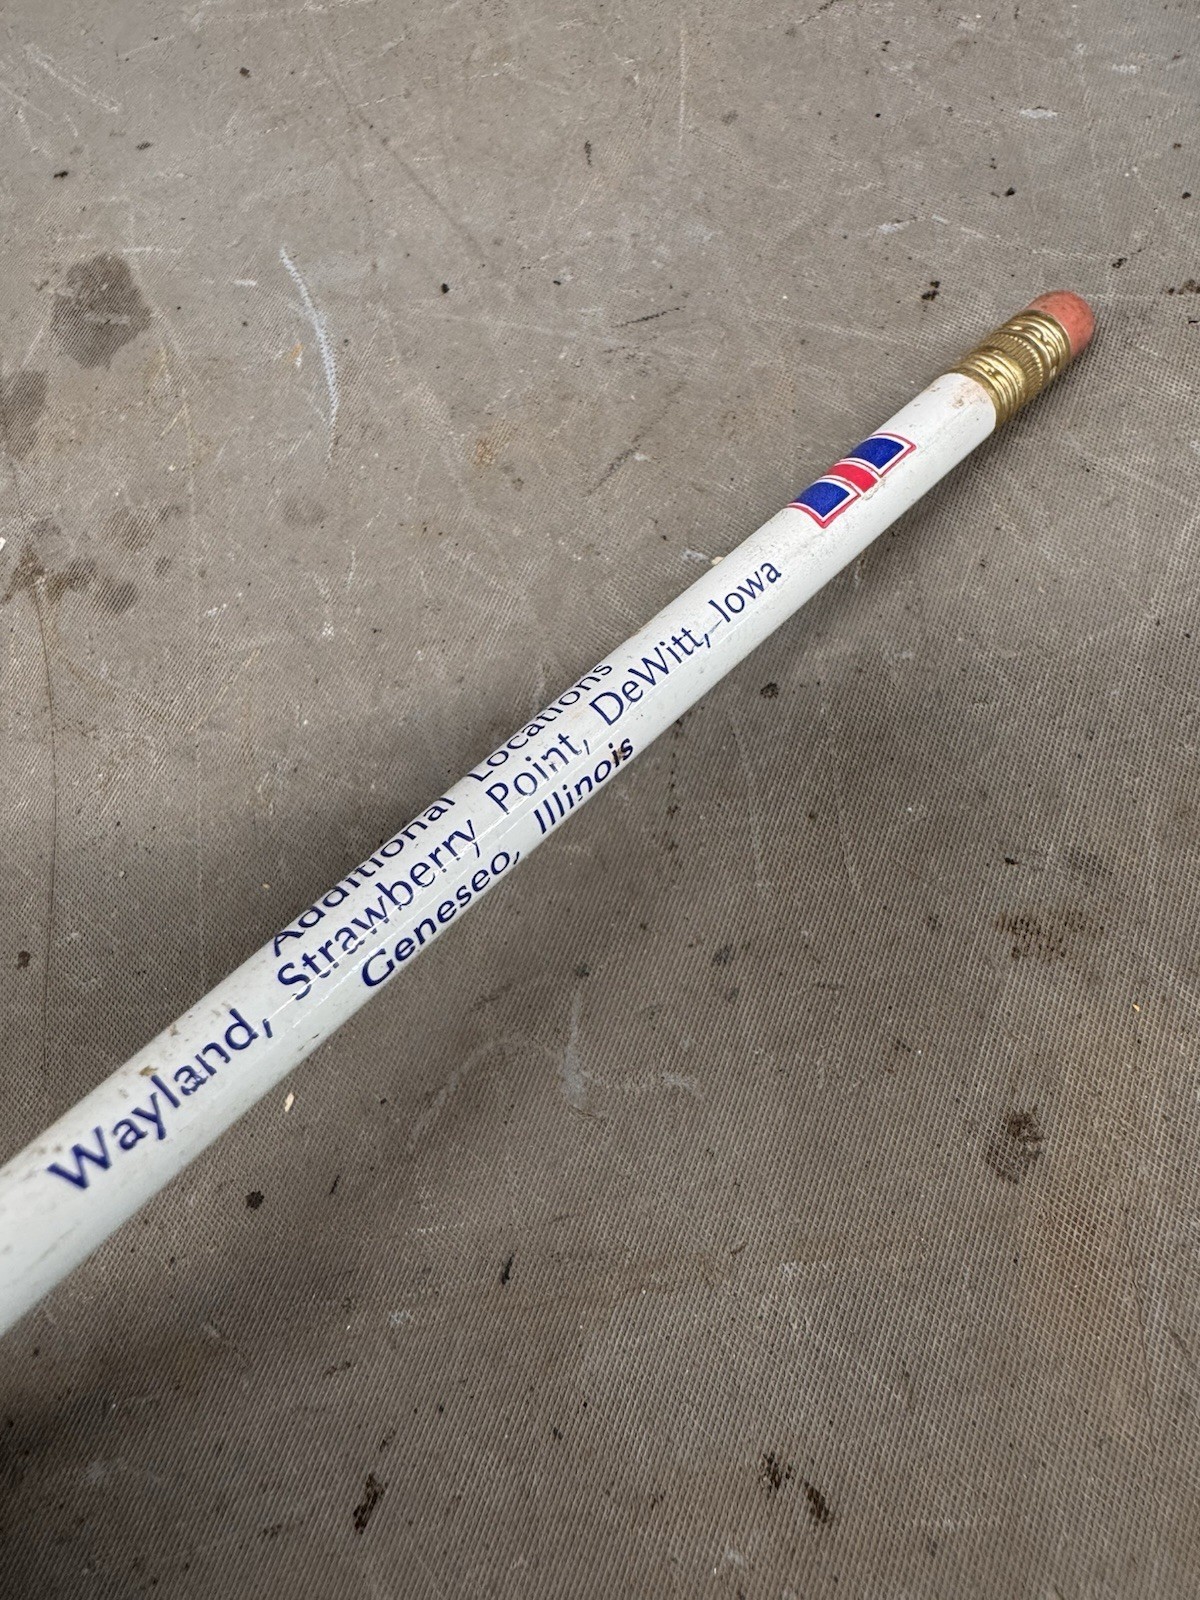 Additional Locations
Wayland, Strawberry Point, DeWitt, Iowa
Geneseo, Illinois